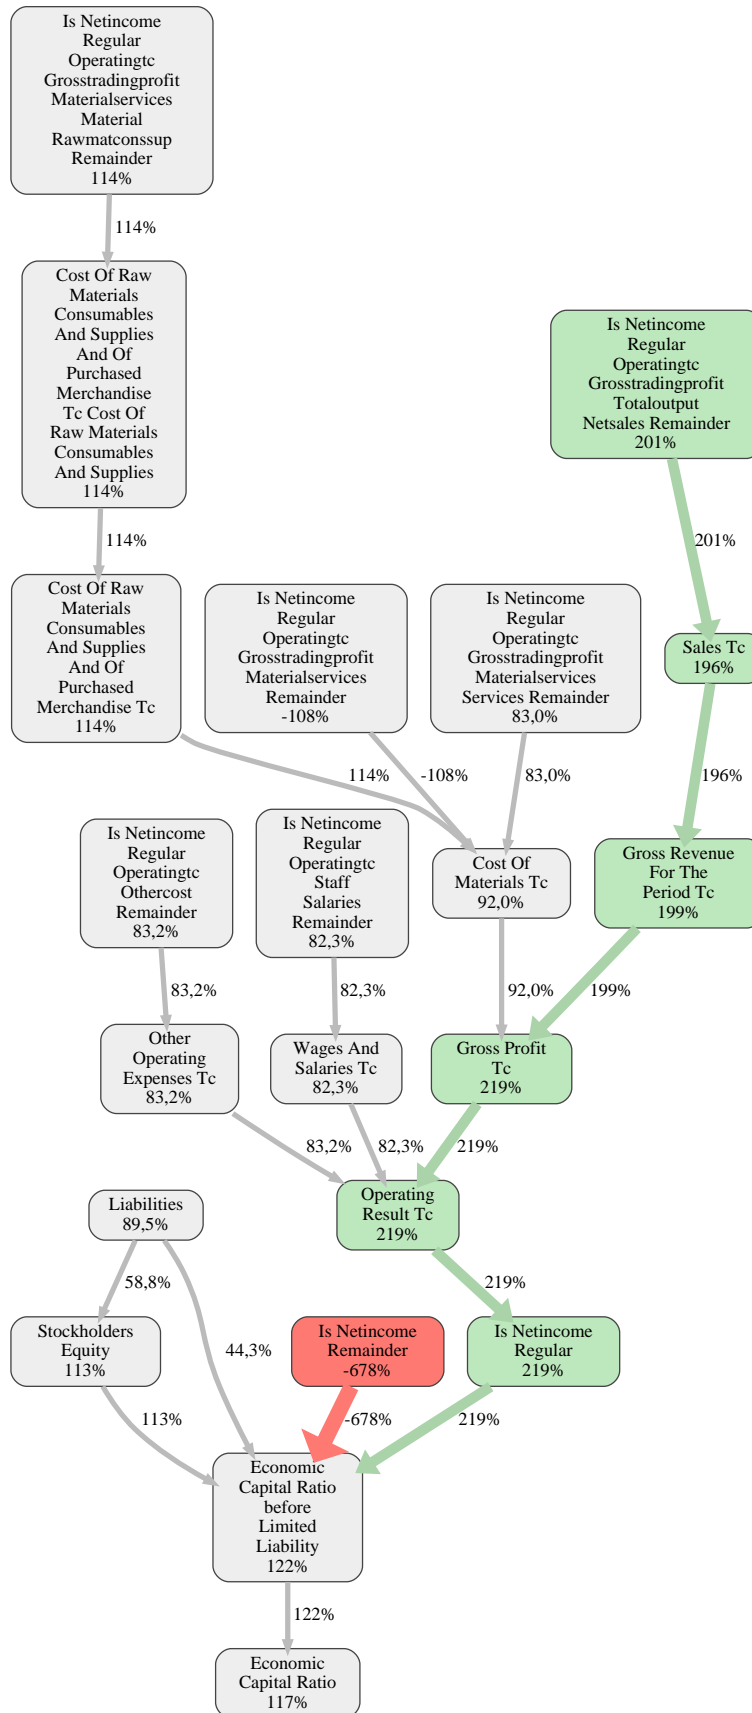 Is Netincome
Regular
Operatingtc
Grosstradingprofit
Materialservices
Material
Rawmatconssup
Remainder
114%
114%
Cost Of Raw
Materials
Consumables
And Supplies
And Of
Purchased
Merchandise
Tc Cost Of
Raw Materials
Consumables
And Supplies
114%
Is Netincome
Regular
Operatingtc
Grosstradingprofit
Totaloutput
Netsales Remainder
201%
114%
201%
Cost Of Raw
Materials
Consumables
And Supplies
And Of
Purchased
Merchandise Tc
114%
Is Netincome
Regular
Operatingtc
Grosstradingprofit
Materialservices
Remainder
-108%
Is Netincome
Regular
Operatingtc
Grosstradingprofit
Materialservices
Services Remainder
83,0%
Sales Tc
196%
114%
-108%
83,0%
196%
Is Netincome
Regular
Operatingtc
Othercost
Remainder
83,2%
Is Netincome
Regular
Operatingtc
Staff
Salaries
Remainder
82,3%
Cost Of
Materials Tc
92,0%
Gross Revenue
For The
Period Tc
199%
83,2%
82,3%
92,0%
199%
Other
Operating
Expenses Tc
83,2%
Wages And
Salaries Tc
82,3%
Gross Profit
Tc
219%
83,2%
82,3%
219%
Liabilities
89,5%
Operating
Result Tc
219%
58,8%
219%
Stockholders
Equity
113%
44,3%
Is Netincome
Remainder
-678%
Is Netincome
Regular
219%
113%
-678%
219%
Economic
Capital Ratio
before
Limited
Liability
122%
122%
Economic
Capital Ratio
117%